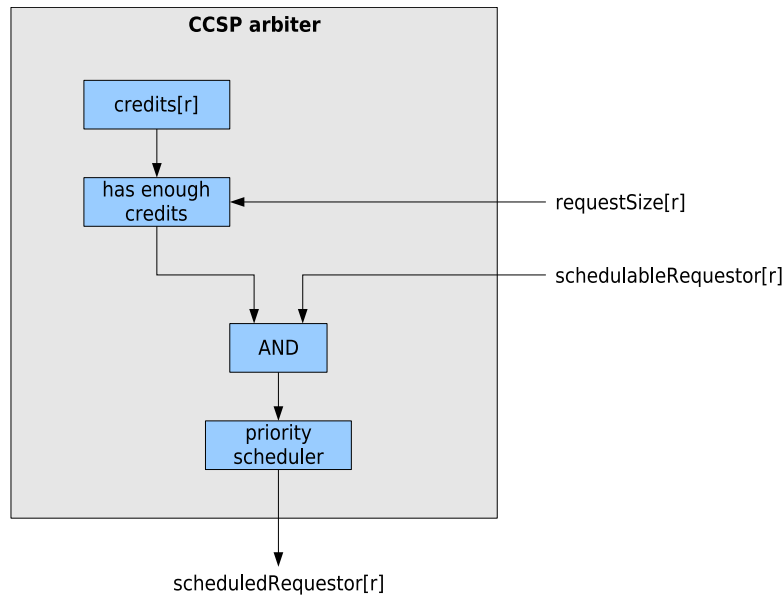 CCSP arbiter
credits[r]
has enough
credits
requestSize[r]
schedulableRequestor[r]
AND
priority
scheduler
scheduledRequestor[r]